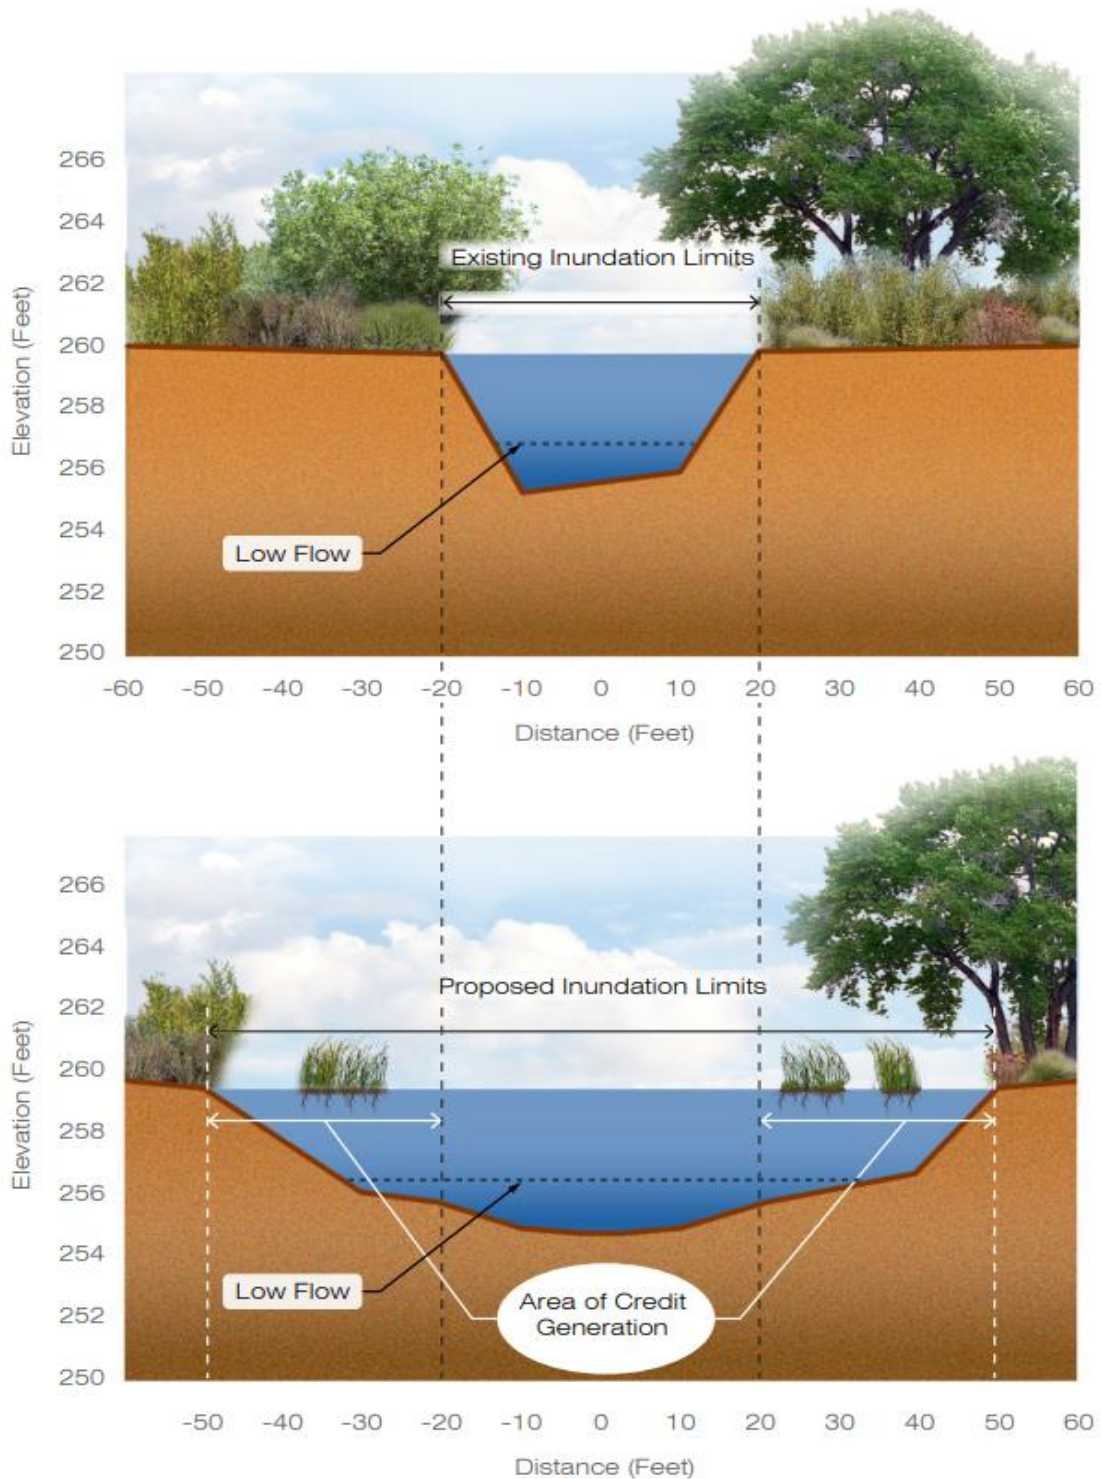 266
264
262
260
258
256
254
252
250
Elevation (Feet)
Existing Inundation Limits
Low Flow
-60 -50 -40 -30 -20 -10 0 10 20 30 40 50 60
Distance (Feet)
266
264
262
260
258
256
254
252
250
Elevation (Feet)
Proposed Inundation Limits
Low Flow
Area of Credit
Generation
-50 -40 -30 -20 -10 0 10 20 30 40 50 60
Distance (Feet)